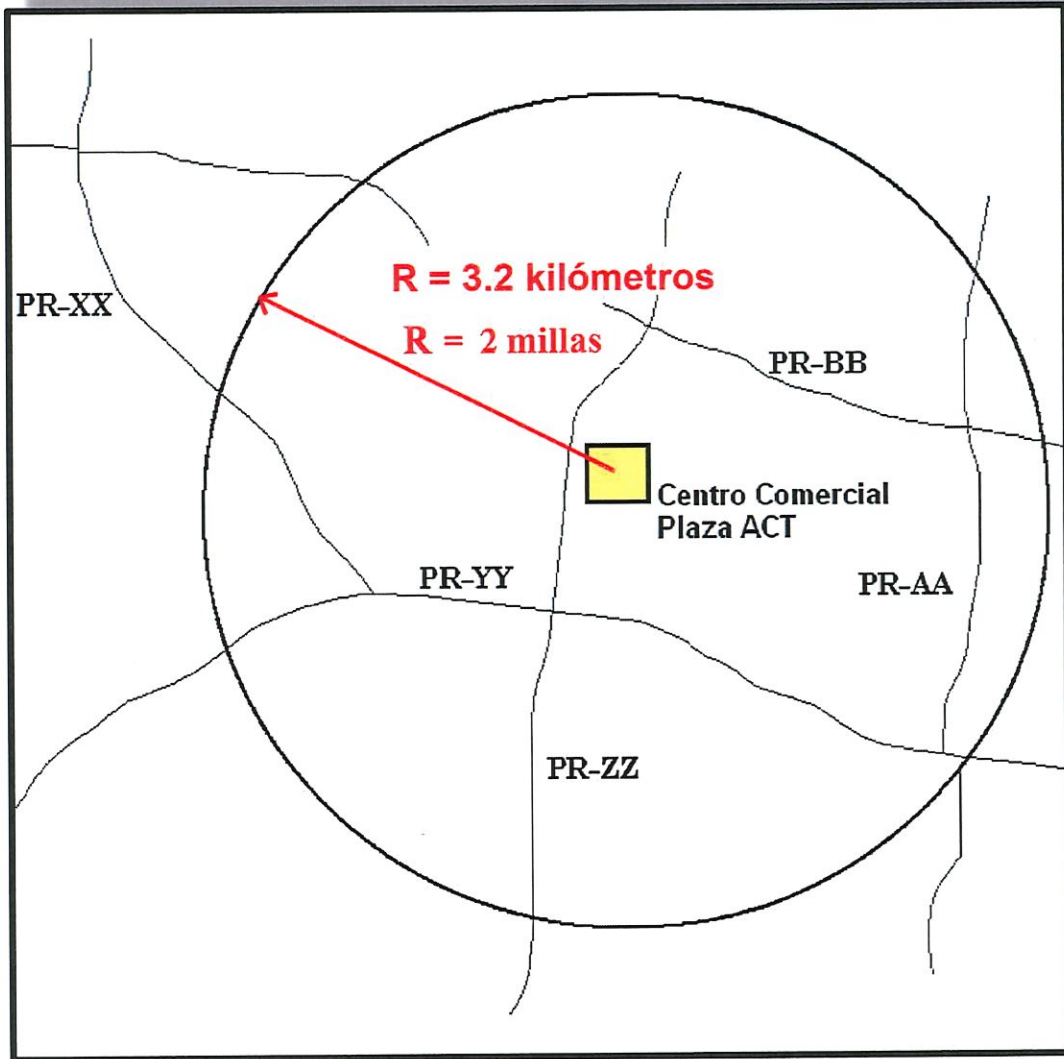 R = 3.2 kilómetros
PR-XX
R = 2 millas
PR-BB
Centro Comercial
Plaza ACT
PR-YY
PR-AA
PR-ZZ